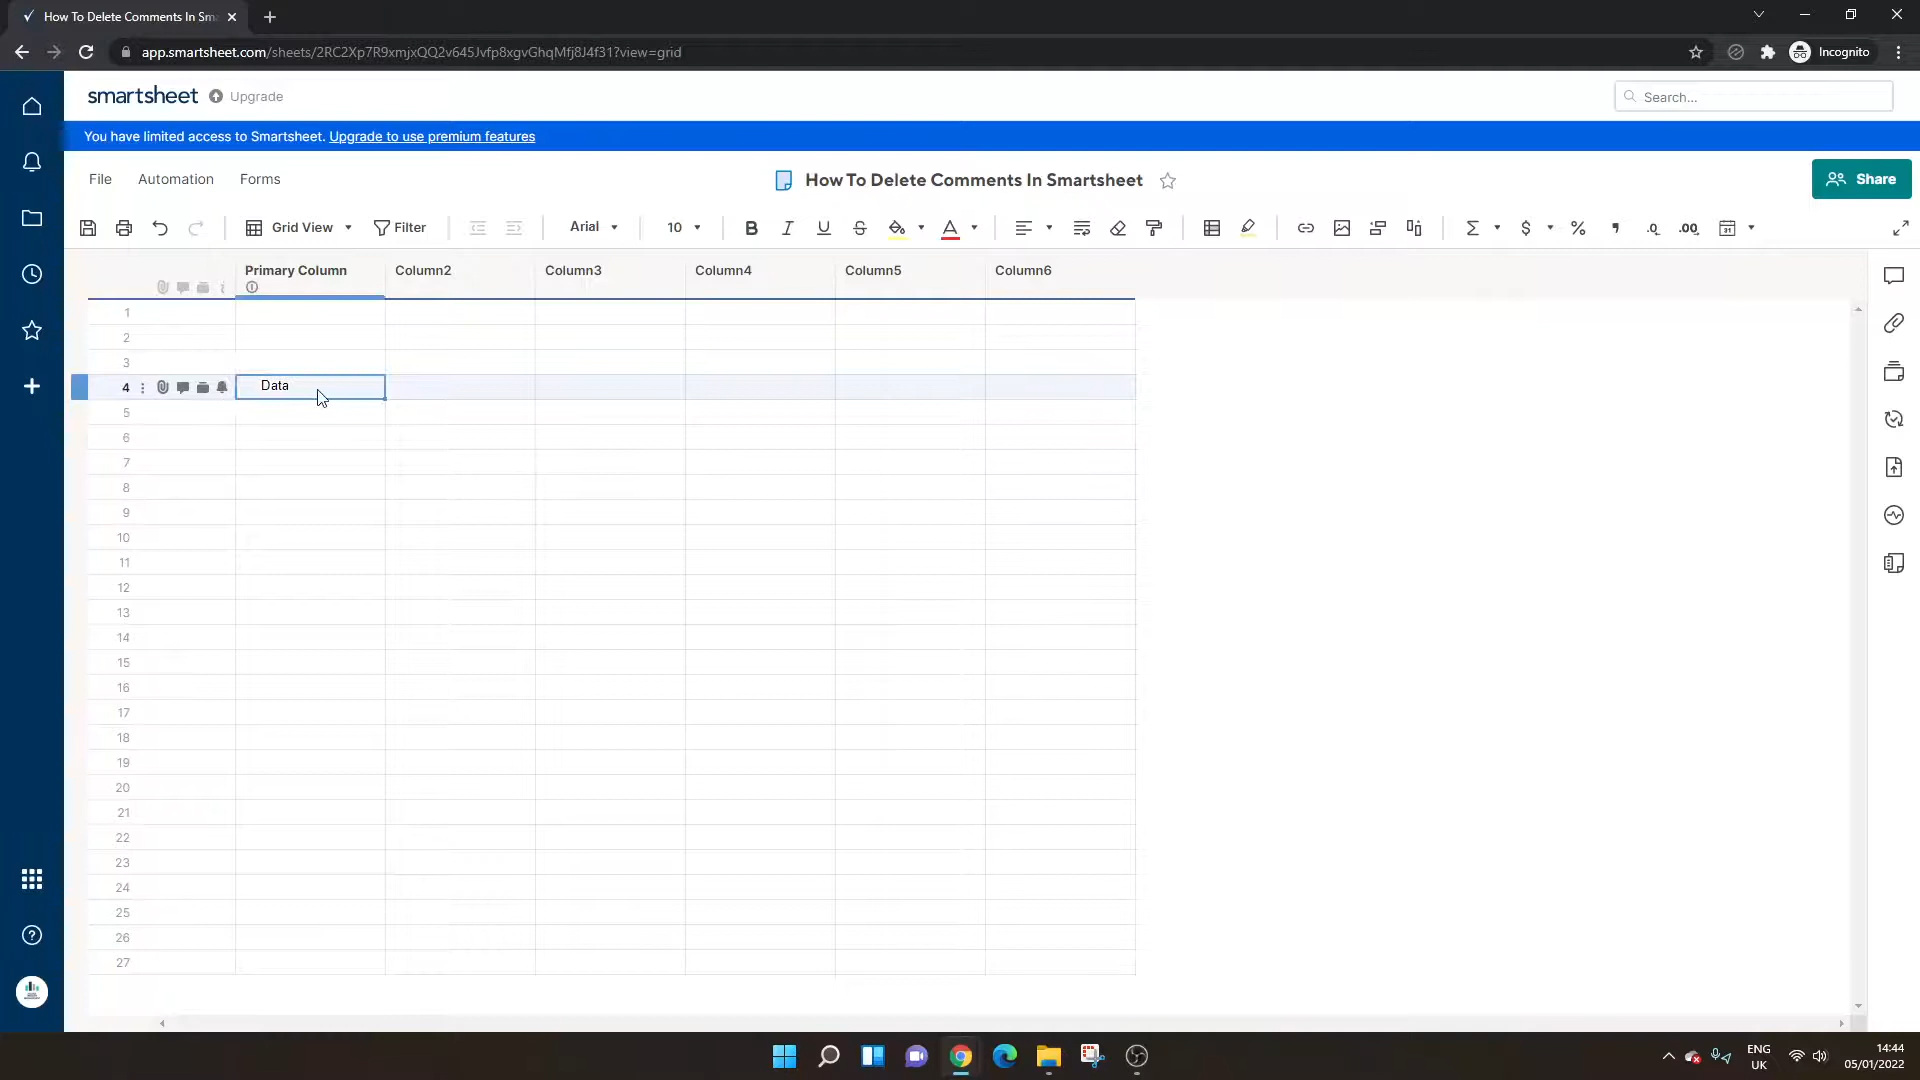 How To Delete Comments In Sm
app.smartsheet.com/sheets/2RC2Xp7R9xmjxQQ2v645Jvfp8xgvGhqMfj8J4f31?view=grid
Incognito
smartsheet
Upgrade
Search...
You have limited access to Smartsheet. Upgrade to use premium features
File
Automation
Forms
How To Delete Comments In Smartsheet
Share
Grid View
Filter
Arial
10
B
I
U
S
A
Σ
$
%
.0
.00
31
Primary Column
Column2
Column3
Column4
Column5
Column6
1
2
3
4 Data
5
6
7
8
9
10
11
12
13
14
15
16
17
18
19
20
21
22
23
24
25
26
27
ENG
UK
14:44
05/01/2022